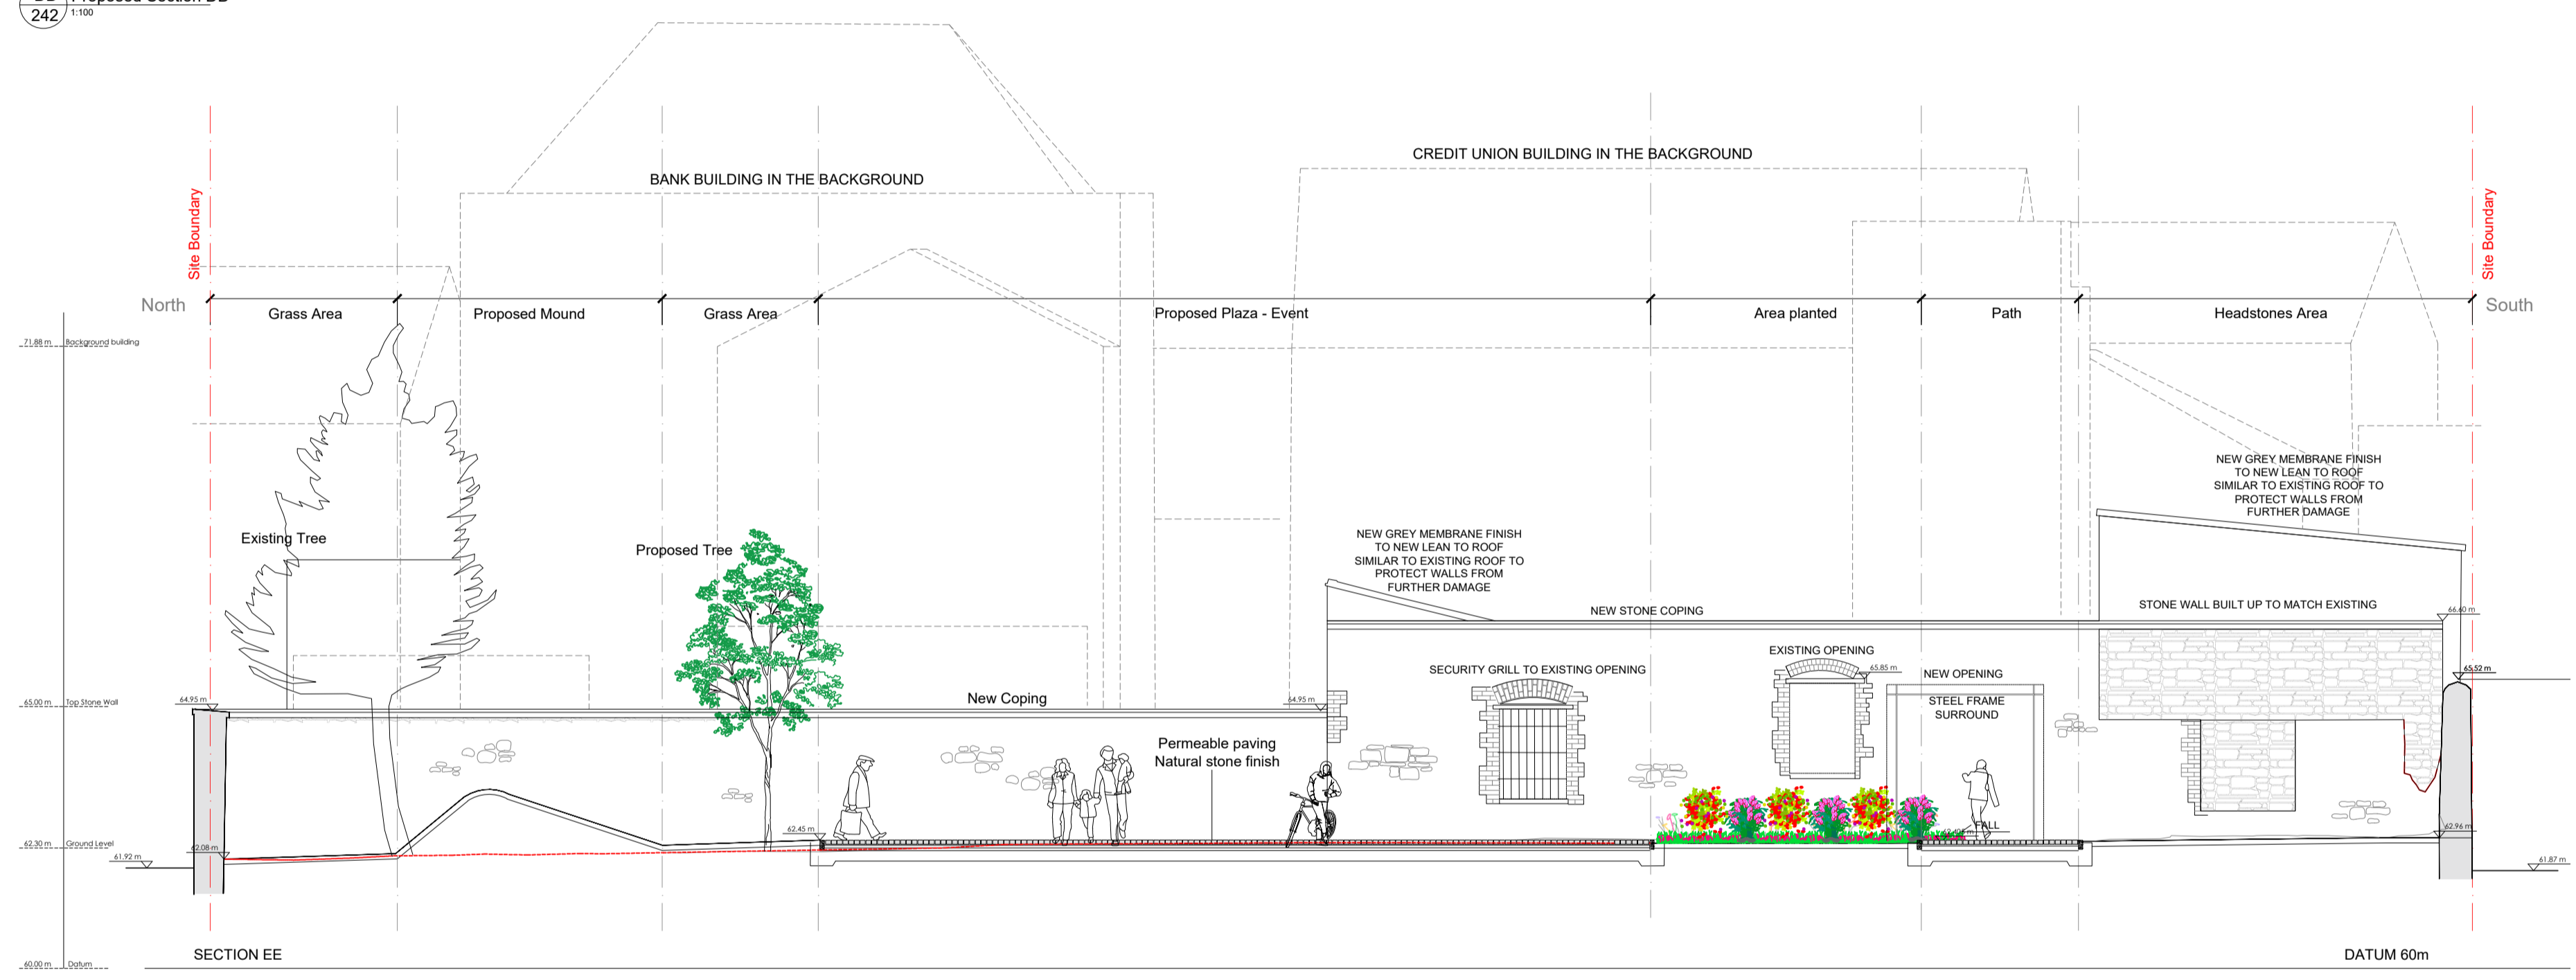 242
1:100
CREDIT UNION BUILDING IN THE BACKGROUND
BANK BUILDING IN THE BACKGROUND
Site Boundary
Site Boundary
North
Grass Area
Proposed Mound
Grass Area
Proposed Plaza - Event
Area planted
Path
Headstones Area
South
71.88 m
Background building
NEW GREY MEMBRANE FINISH
TO NEW LEAN TO ROOF
SIMILAR TO EXISTING ROOF TO
PROTECT WALLS FROM
FURTHER DAMAGE
Existing Tree
Proposed Tree
NEW GREY MEMBRANE FINISH
TO NEW LEAN TO ROOF
SIMILAR TO EXISTING ROOF TO
PROTECT WALLS FROM
FURTHER DAMAGE
NEW STONE COPING
STONE WALL BUILT UP TO MATCH EXISTING
66.60 m
EXISTING OPENING
SECURITY GRILL TO EXISTING OPENING
65.85 m
NEW OPENING
65.52 m
STEEL FRAME
SURROUND
65.00 m
Top Stone Wall
64.95 m
New Coping
64.95 m
Permeable paving
Natural stone finish
62.45 m
FALL
62.96 m
62.30 m
Ground Level
62.08 m
61.92 m
61.87 m
SECTION EE
DATUM 60m
60.00 m
Datum